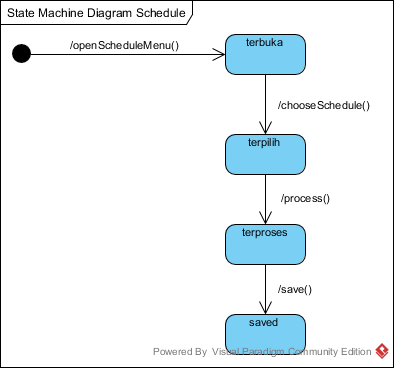 State Machine Diagram Schedule
/openScheduleMenu()
terbuka
/chooseSchedule()
terpilih
/process()
terproses
/save()
saved
Powered By Visual Paradigm Community Edition